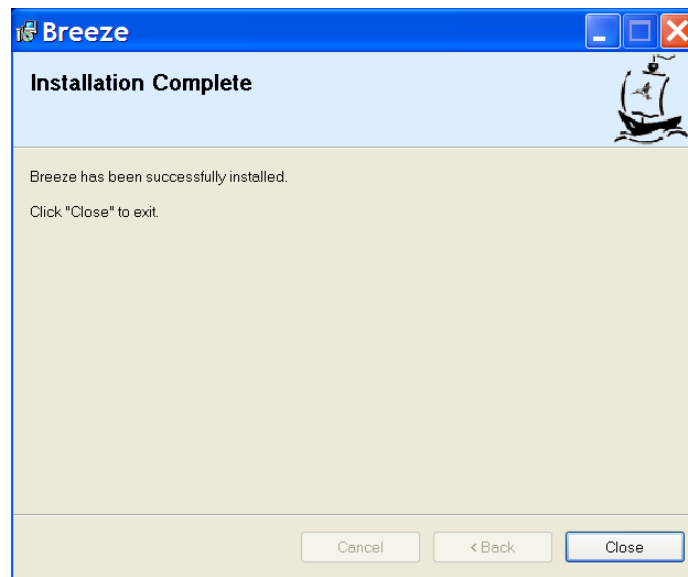 Breeze
Installation Complete
Breeze has been successfully installed.
Click "Close" to exit.
Cancel
< Back
Close